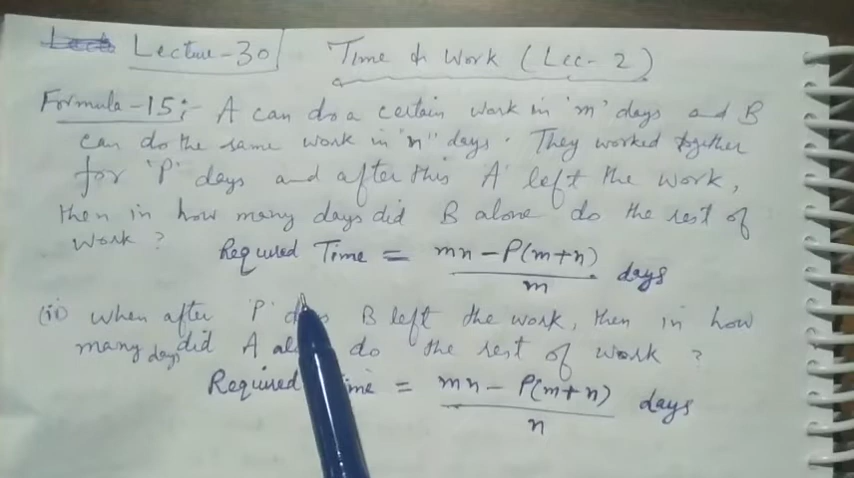 Lecture-30 Time & Work (Lec-2)
Formula-15:- A can do a certain work in 'm' days and B
can do the same work in "n" days. They worked together
for 'P' days and after this 'A' left the work,
then in how many days did B alone do the rest of
work ?
Required Time = mn-P(m+n)/m days
(ii) when after 'P' days B left the work, then in how
many days did A alone do the rest of work ?
Required Time = mn-P(m+n)/n days